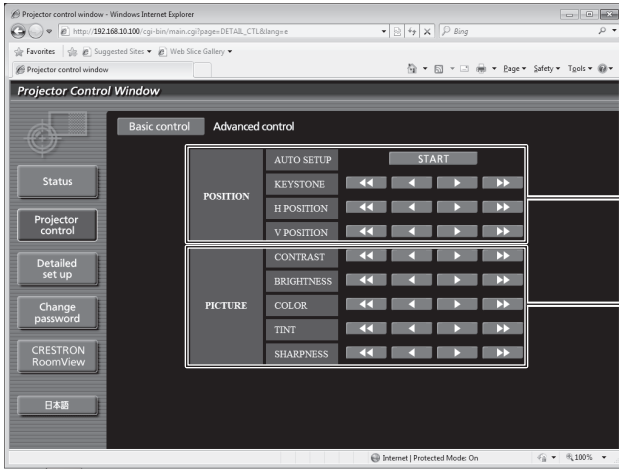 Projector control window - Windows Internet Explorer
http://192.168.10.100/cgi-bin/main.cgi?page=DETAIL_CTL&lang=e
Bing
Favorites Suggested Sites Web Slice Gallery
Projector control window
Page Safety Tools
Projector Control Window
Basic control Advanced control
Status
Projector control
Detailed set up
Change password
CRESTRON RoomView
日本語
POSITION
AUTO SETUP START
KEYSTONE
H POSITION
V POSITION
PICTURE
CONTRAST
BRIGHTNESS
COLOR
TINT
SHARPNESS
Internet | Protected Mode: On
100%